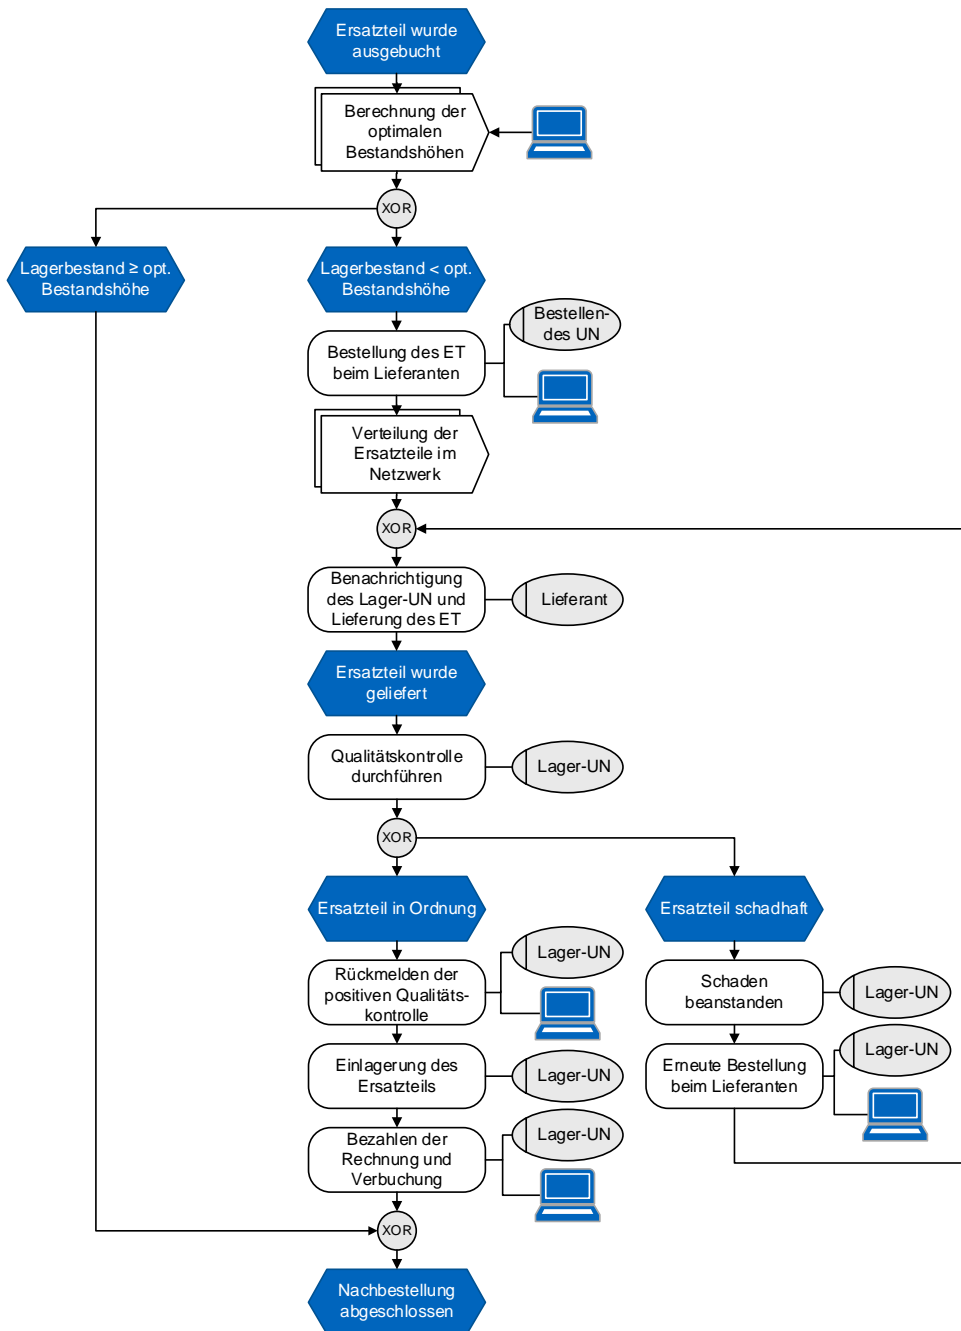 Ersatzteil wurde
ausgebucht
Berechnung der
optimalen
Bestandshöhen
XOR
Lagerbestand ≥ opt.
Bestandshöhe
Lagerbestand < opt.
Bestandshöhe
Bestellen-
des UN
Bestellung des ET
beim Lieferanten
Verteilung der
Ersatzteile im
Netzwerk
XOR
Benachrichtigung
des Lager-UN und
Lieferung des ET
Lieferant
Ersatzteil wurde
geliefert
Qualitätskontrolle
durchführen
Lager-UN
XOR
Ersatzteil in Ordnung
Ersatzteil schadhaft
Rückmelden der
positiven Qualitäts-
kontrolle
Lager-UN
Schaden
beanstanden
Lager-UN
Einlagerung des
Ersatzteils
Lager-UN
Erneute Bestellung
beim Lieferanten
Lager-UN
Bezahlen der
Rechnung und
Verbuchung
Lager-UN
XOR
Nachbestellung
abgeschlossen